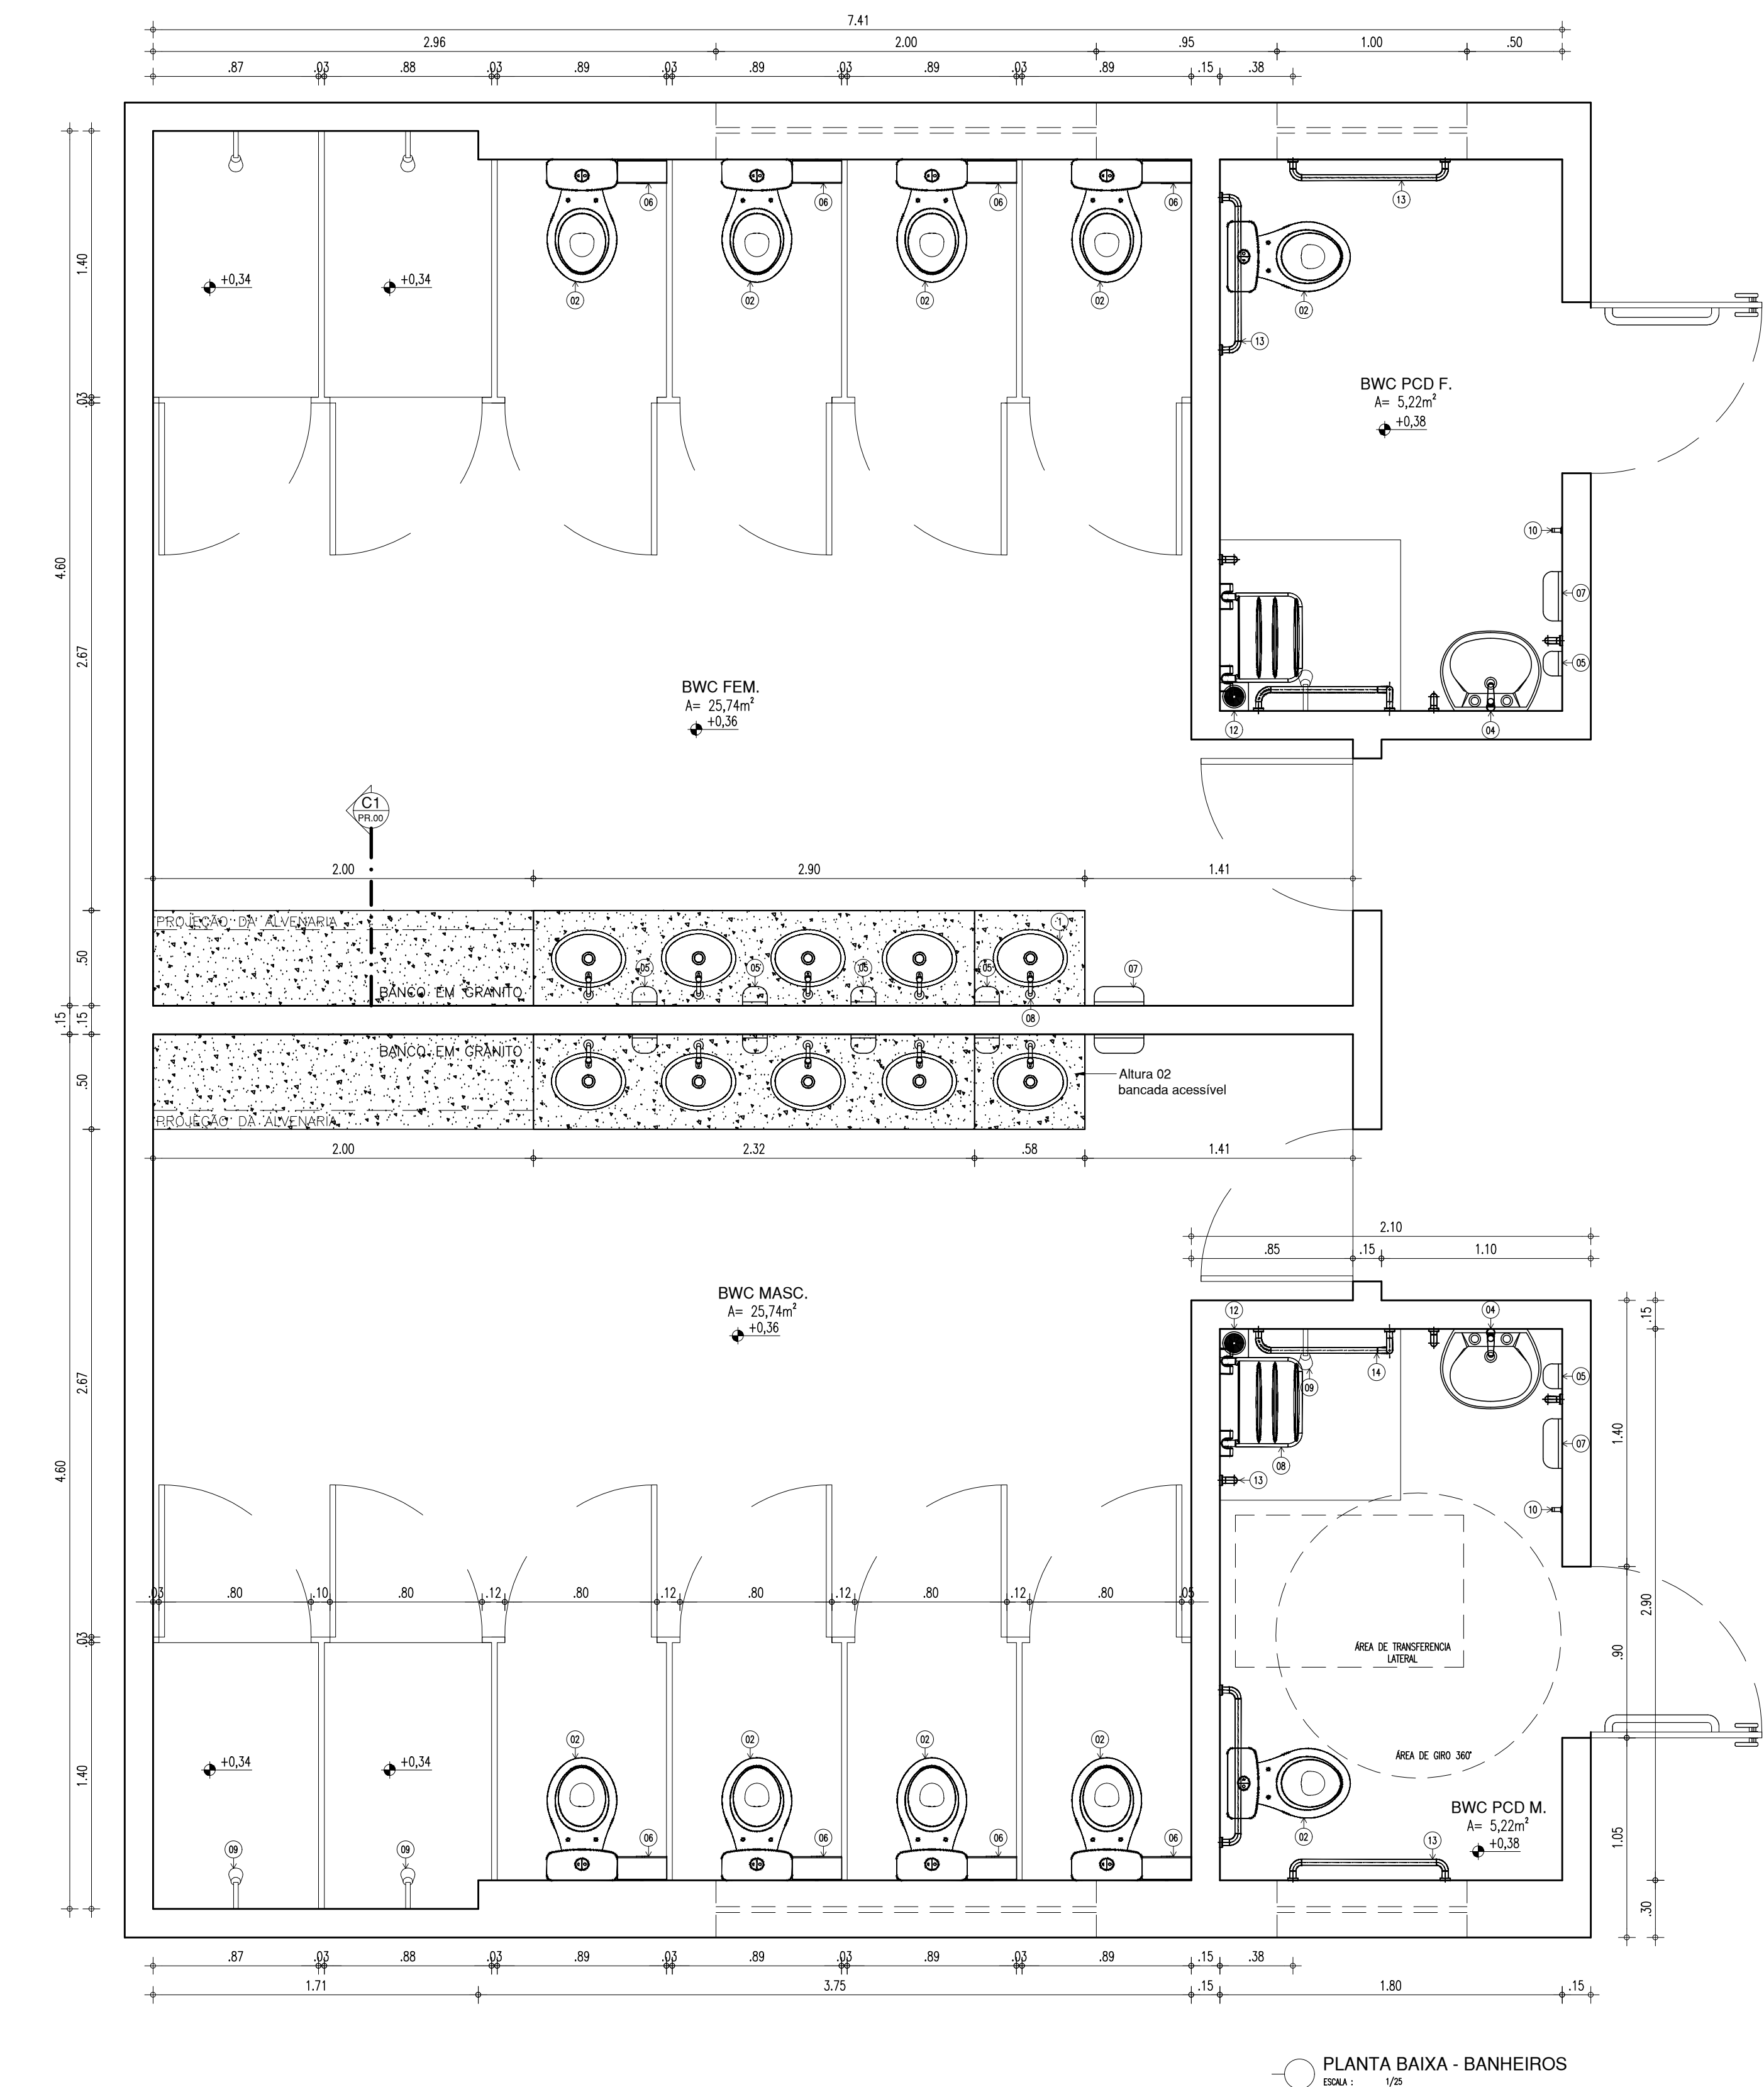 7.41
2.96 2.00 .95 1.00 .50
.87 .03 .88 .03 .89 .03 .89 .03 .89 .03 .89 .15 .38
06 06 06 06 13
1.40
+0,34 +0,34
02 02 02 02 02
13
BWC PCD F.
A= 5,22m²
+0,38
.03
10
4.60
07
2.67
05
BWC FEM.
A= 25,74m²
+0,36
12 04
C1
PR.00
2.00 2.90 1.41
PROJEÇÃO DA ALVENARIA
.50
05 05 05 05 07
BANCO EM GRANITO
08
.15 .15
BANCO EM GRANITO
.50
Altura 02
bancada acessível
PROJEÇÃO DA ALVENARIA
2.00 2.32 .58 1.41
2.10
.85 .15 1.10
BWC MASC.
A= 25,74m²
+0,36
12 04 .15
14 05
09
2.67
1.40
4.60
07
08
13
10
.03 .80 .10 .80 .12 .80 .12 .80 .12 .80 .12 .80 .05
2.90
.03
ÁREA DE TRANSFERENCIA
LATERAL
.90
02 02 02 02
ÁREA DE GIRO 360°
+0,34 +0,34
1.40
BWC PCD M.
A= 5,22m²
+0,38
02
1.05
09 09 06 06 06 06 13
.30
.87 .03 .88 .03 .89 .03 .89 .03 .89 .03 .89 .15 .38
1.71 3.75 .15 1.80 .15
PLANTA BAIXA - BANHEIROS
ESCALA : 1/25